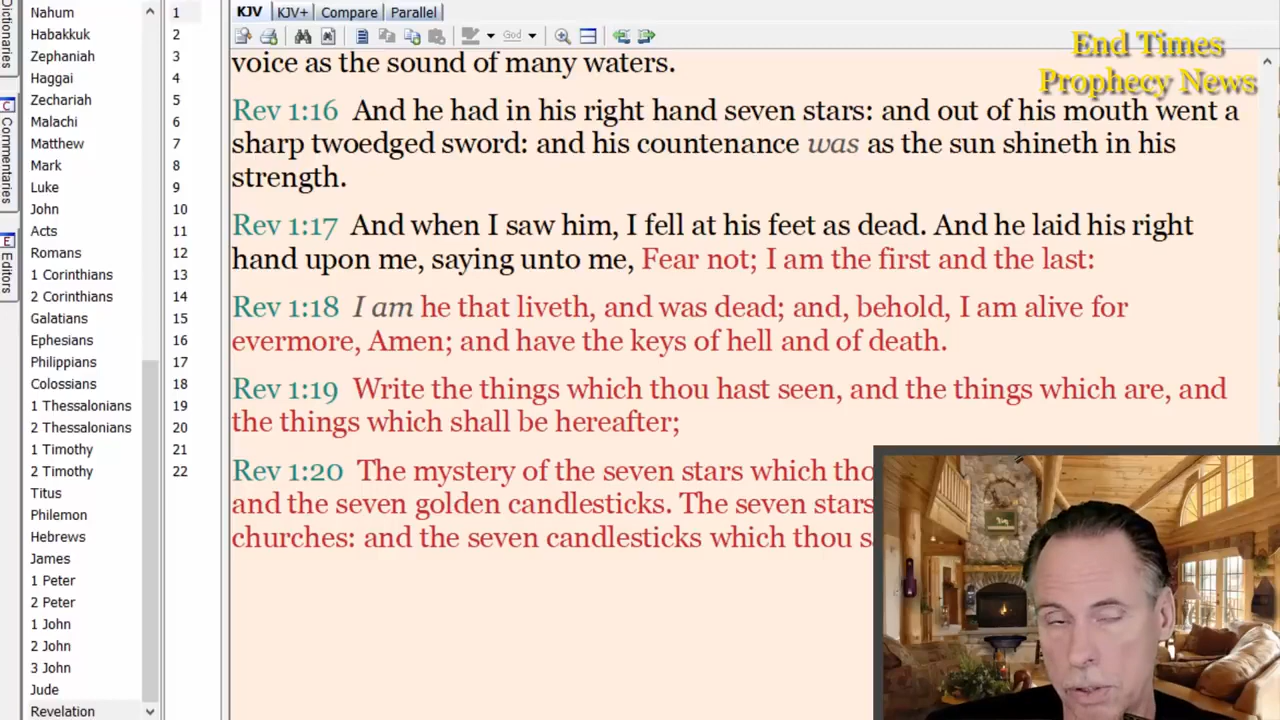 Dictionaries
Commentaries
Editors
C
E
Nahum
Habakkuk
Zephaniah
Haggai
Zechariah
Malachi
Matthew
Mark
Luke
John
Acts
Romans
1 Corinthians
2 Corinthians
Galatians
Ephesians
Philippians
Colossians
1 Thessalonians
2 Thessalonians
1 Timothy
2 Timothy
Titus
Philemon
Hebrews
James
1 Peter
2 Peter
1 John
2 John
3 John
Jude
Revelation
1
2
3
4
5
6
7
8
9
10
11
12
13
14
15
16
17
18
19
20
21
22
KJV KJV+ Compare Parallel
God
End Times
Prophecy News
voice as the sound of many waters.
Rev 1:16 And he had in his right hand seven stars: and out of his mouth went a
sharp twoedged sword: and his countenance was as the sun shineth in his
strength.
Rev 1:17 And when I saw him, I fell at his feet as dead. And he laid his right
hand upon me, saying unto me, Fear not; I am the first and the last:
Rev 1:18 I am he that liveth, and was dead; and, behold, I am alive for
evermore, Amen; and have the keys of hell and of death.
Rev 1:19 Write the things which thou hast seen, and the things which are, and
the things which shall be hereafter;
Rev 1:20 The mystery of the seven stars which tho
and the seven golden candlesticks. The seven stars
churches: and the seven candlesticks which thou s